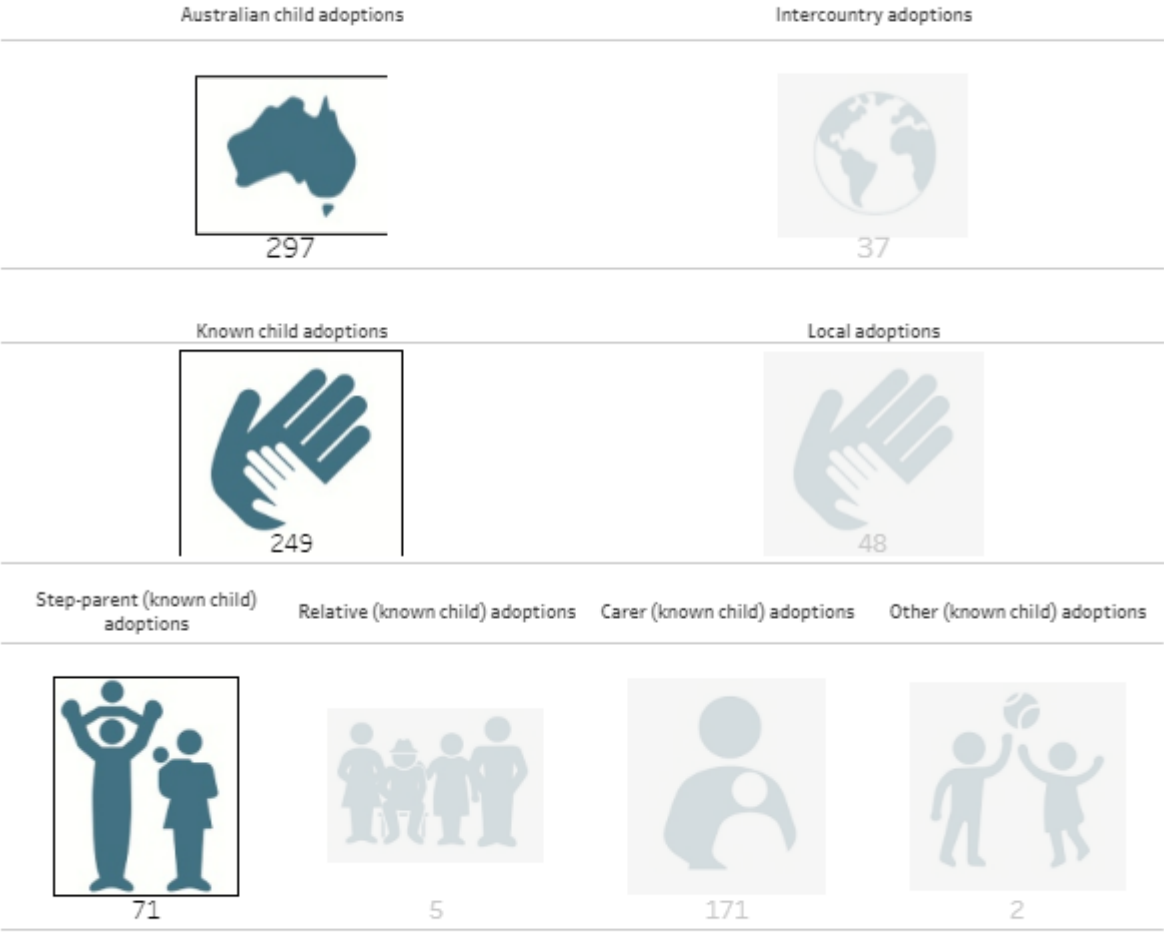 Australian child adoptions
Intercountry adoptions
297
37
Known child adoptions
Local adoptions
249
48
Step-parent (known child)
adoptions
Relative (known child) adoptions
Carer (known child) adoptions
Other (known child) adoptions
71
5
171
2